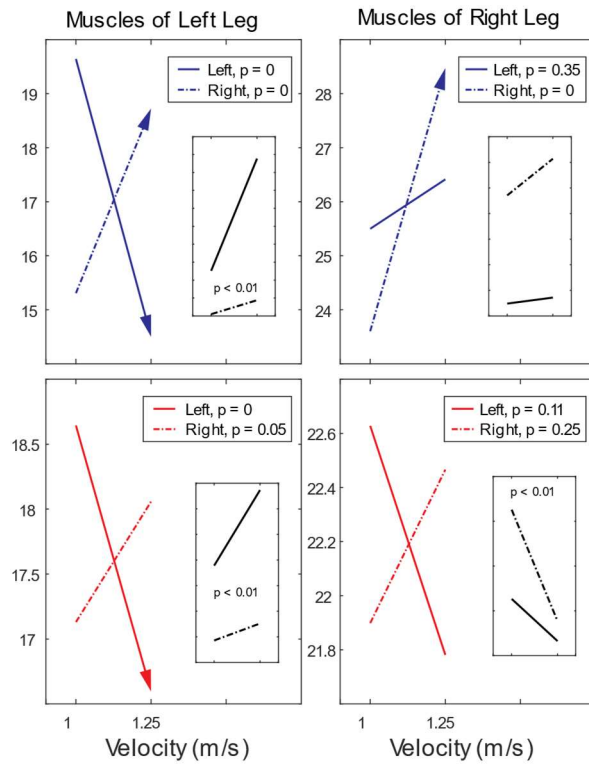 Muscles of Left Leg
Muscles of Right Leg
Left, p = 0
Right, p = 0
19
18
17
16
15
p < 0.01
Left, p = 0.35
Right, p = 0
28
27
26
25
24
23
Left, p = 0
Right, p = 0.05
18.5
18
17.5
17
p < 0.01
1
1.25
Velocity (m/s)
Left, p = 0.11
Right, p = 0.25
22.6
22.4
22.2
22
21.8
p < 0.01
1
1.25
Velocity (m/s)